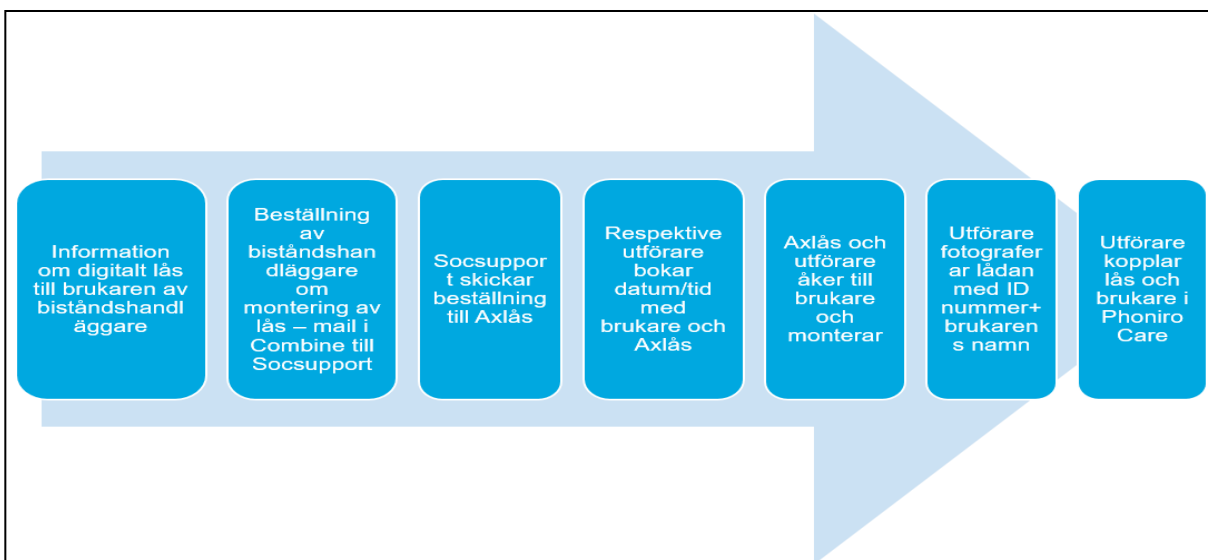 Information
om digitalt lås
till brukaren av
biståndshandl
äggare
Beställning
av
biståndshan
dläggare
om
montering av
lås – mail i
Combine till
Socsupport
Socsuppor
t skickar
beställning
till Axlås
Respektive
utförare
bokar
datum/tid
med
brukare och
Axlås
Axlås och
utförare
åker till
brukare
och
monterar
Utförare
fotografer
ar lådan
med ID
nummer+
brukaren
s namn
Utförare
kopplar
lås och
brukare i
Phoniro
Care